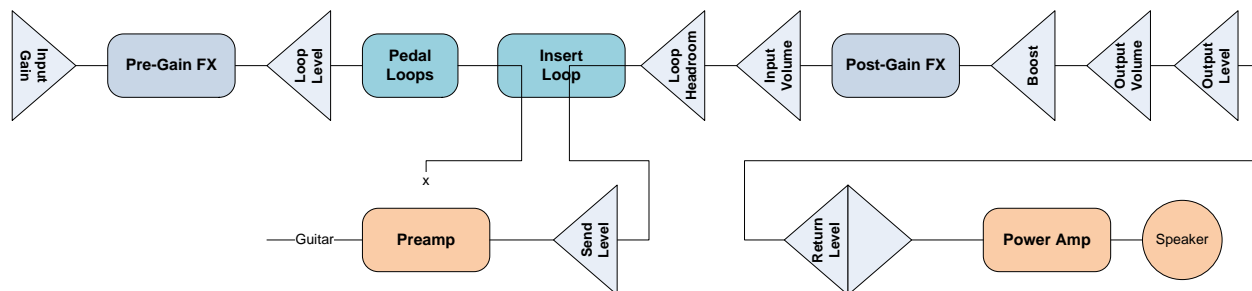 Input
Gain
Pre-Gain FX
Loop
Level
Pedal
Loops
Insert
Loop
Loop
Headroom
Input
Volume
Post-Gain FX
Boost
Output
Volume
Output
Level
x
Guitar
Preamp
Send
Level
Return
Level
Power Amp
Speaker